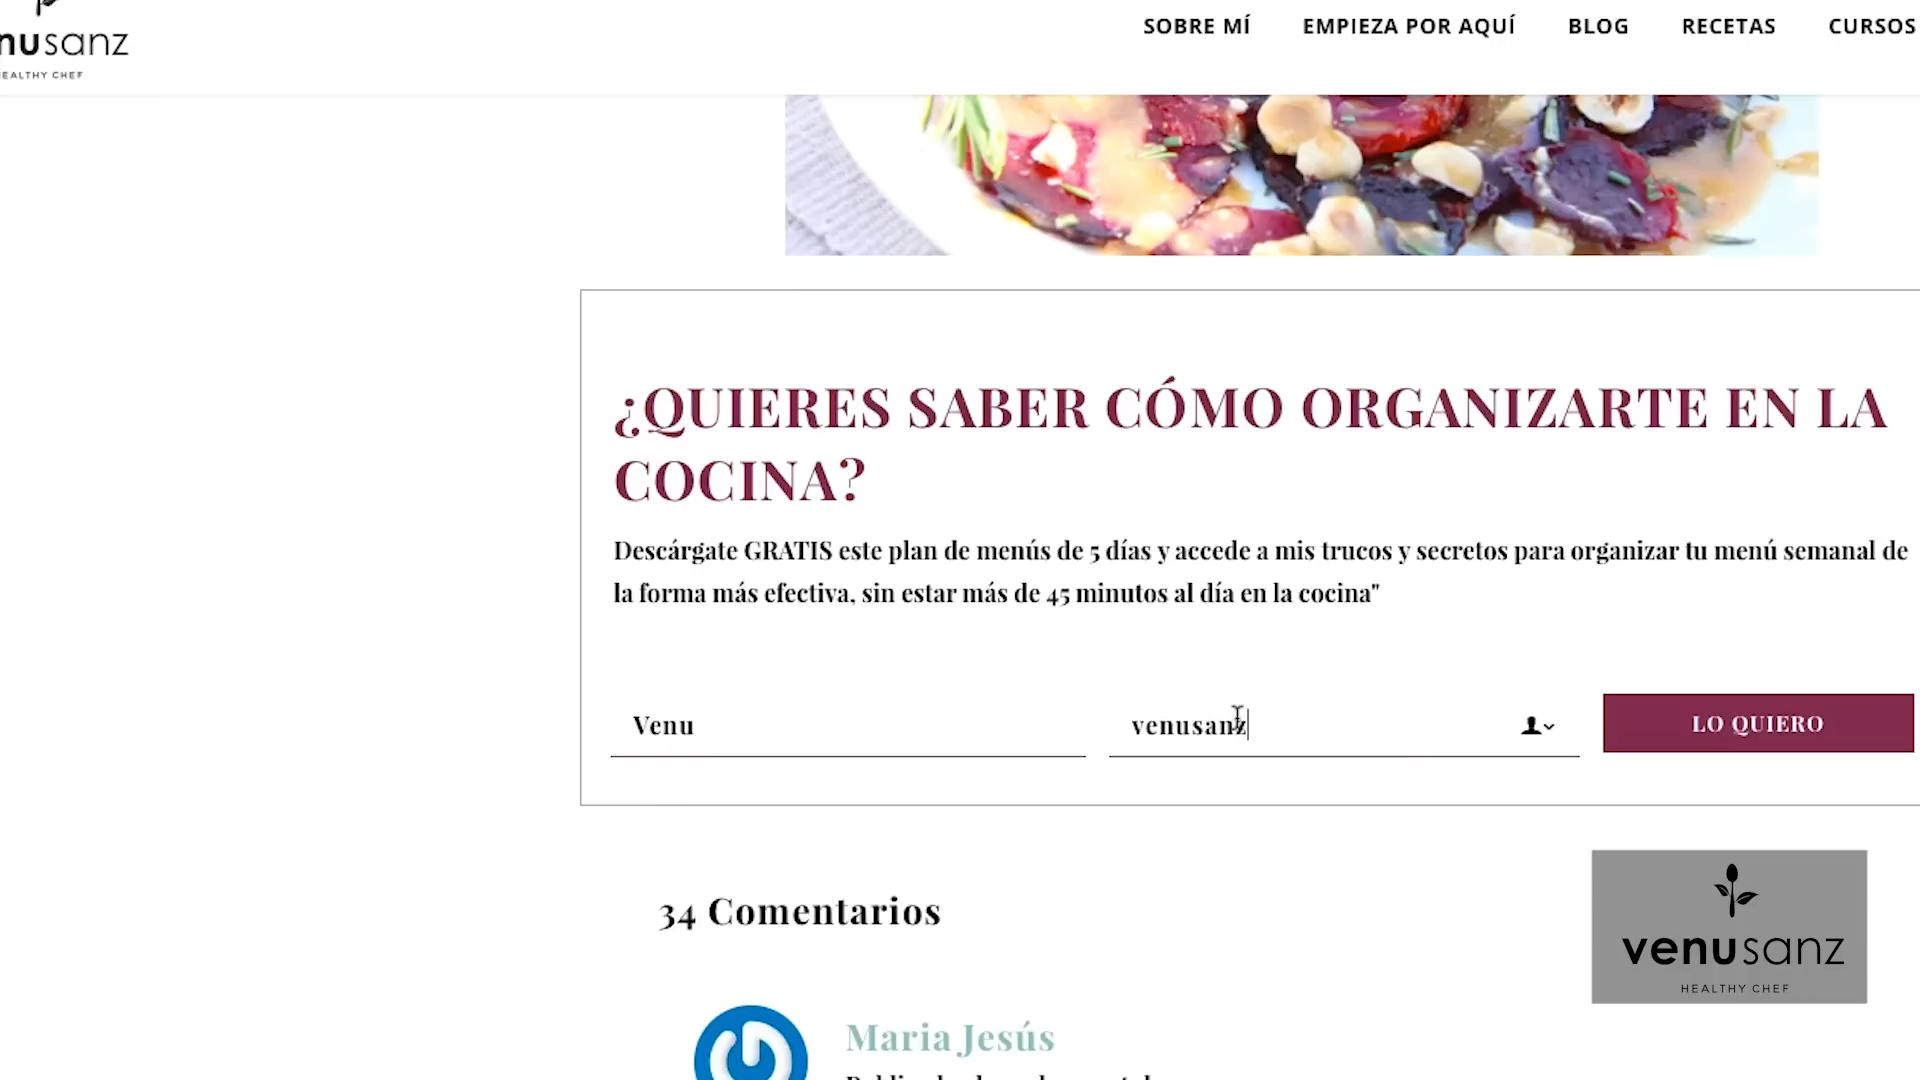 nusanz
HEALTHY CHEF
SOBRE MÍ EMPIEZA POR AQUÍ BLOG RECETAS CURSOS
¿QUIERES SABER CÓMO ORGANIZARTE EN LA
COCINA?
Descárgate GRATIS este plan de menús de 5 días y accede a mis trucos y secretos para organizar tu menú semanal de
la forma más efectiva, sin estar más de 45 minutos al día en la cocina"
Venu
venusanz
LO QUIERO
34 Comentarios
venusanz
HEALTHY CHEF
Maria Jesús